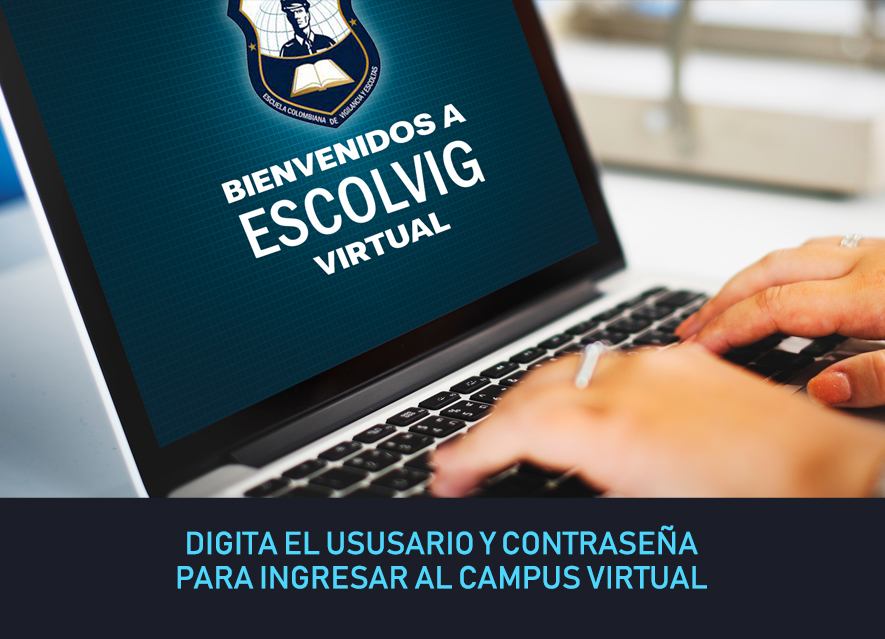 ESCUELA COLOMBIANA DE VIGILANCIA Y ESCOLTAS
BIENVENIDOS A
ESCOLVIG
VIRTUAL
DIGITA EL USUSARIO Y CONTRASEÑA
PARA INGRESAR AL CAMPUS VIRTUAL